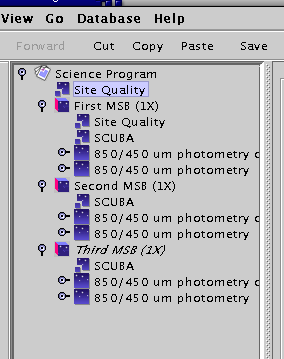 View Go Database Help
Forward Cut Copy Paste Save
Science Program
Site Quality
First MSB (1X)
Site Quality
SCUBA
850/450 um photometry
850/450 um photometry
Second MSB (1X)
SCUBA
850/450 um photometry
850/450 um photometry
Third MSB (1X)
SCUBA
850/450 um photometry
850/450 um photometry